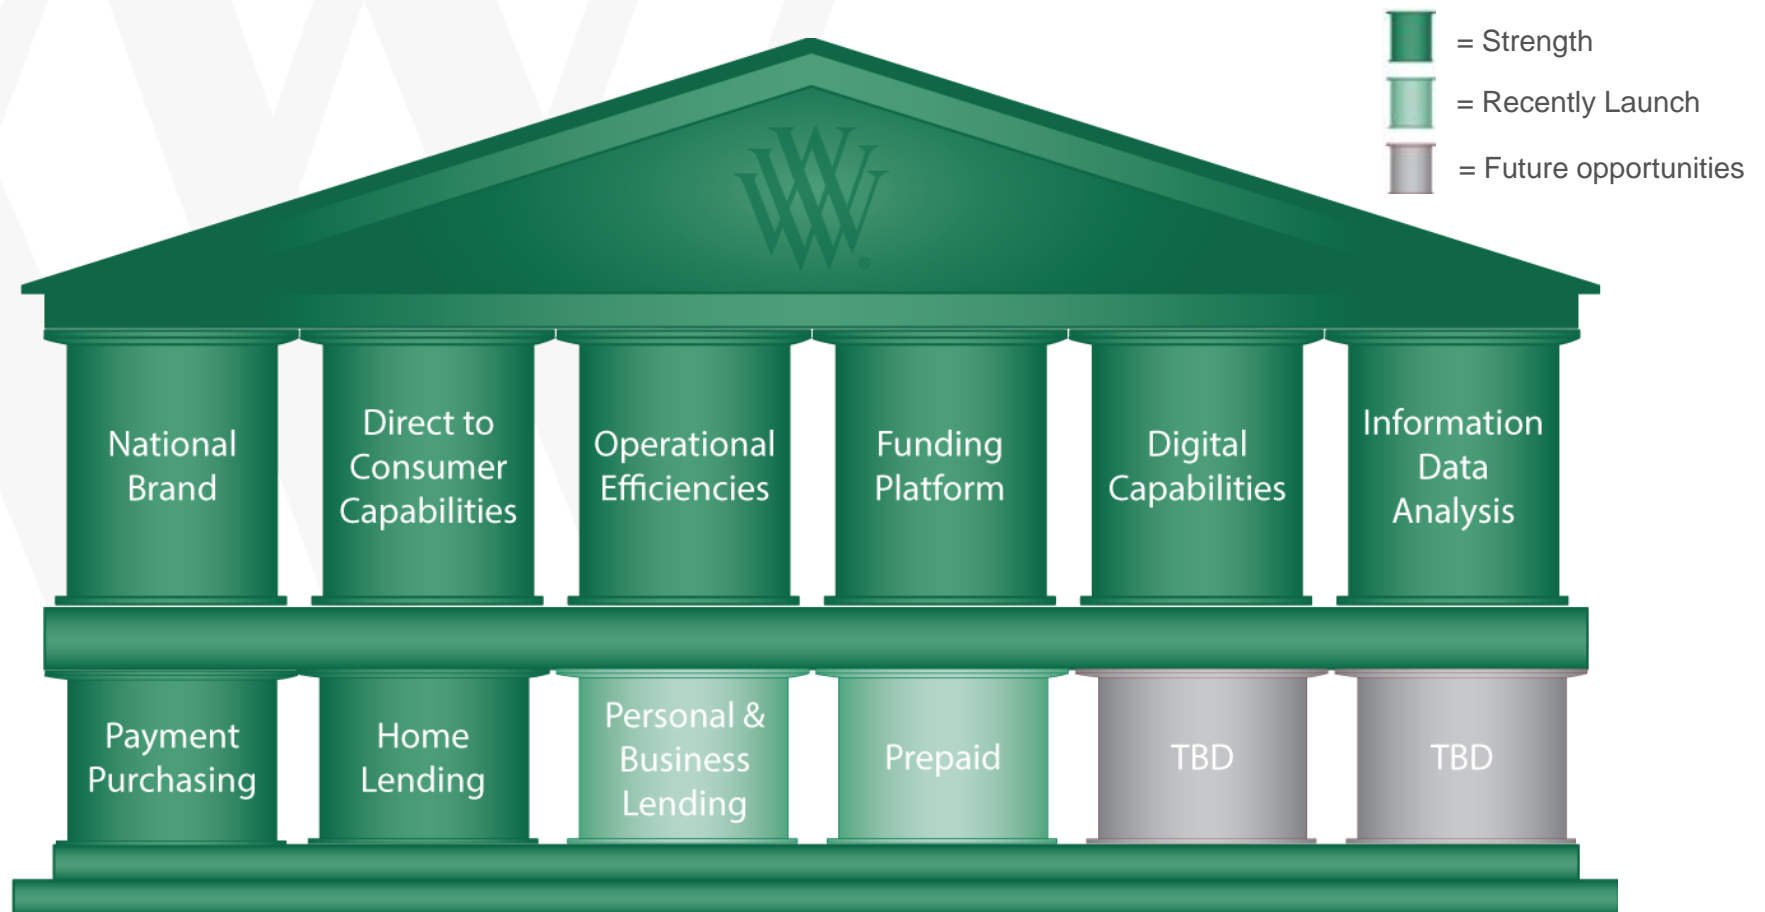 = Strength
= Recently Launch
= Future opportunities
W
®
National
Brand
Direct to
Consumer
Capabilities
Operational
Efficiencies
Funding
Platform
Digital
Capabilities
Information
Data
Analysis
Payment
Purchasing
Home
Lending
Personal &
Business
Lending
Prepaid
TBD
TBD